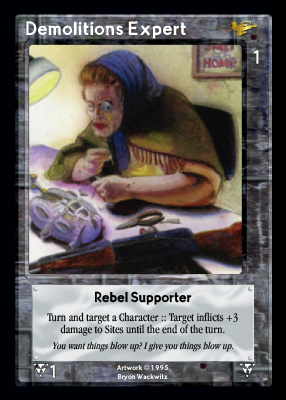 Demolitions Expert
1
HOME
Rebel Supporter
Turn and target a Character :: Target inflicts +3
damage to Sites until the end of the turn.
You want things blow up? I give you things blow up.
1
Artwork © 1995
Bryon Wackwitz